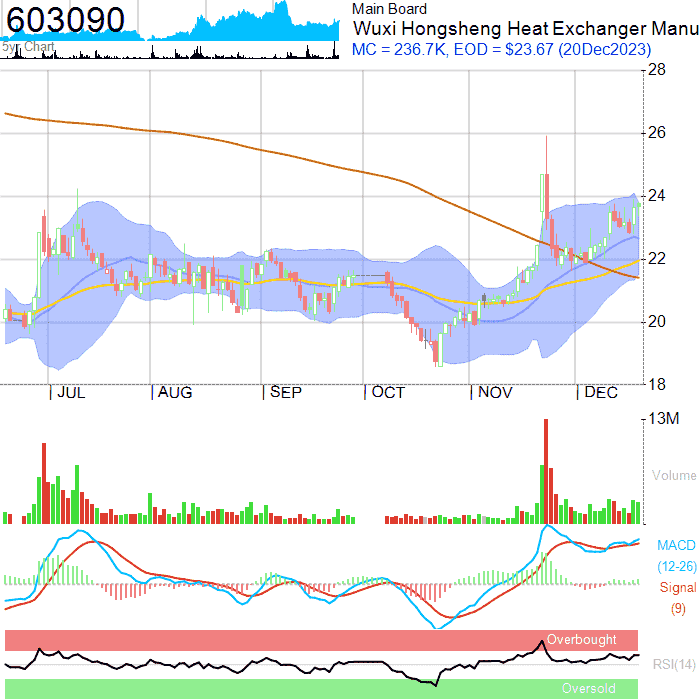 603090
5yr Chart
Main Board
Wuxi Hongsheng Heat Exchanger Manu
MC = 236.7K, EOD = $23.67 (20Dec2023)
28
26
24
22
20
18
JUL AUG SEP OCT NOV DEC
13M
Volume
MACD
(12-26)
Signal
(9)
Overbought
RSI(14)
Oversold